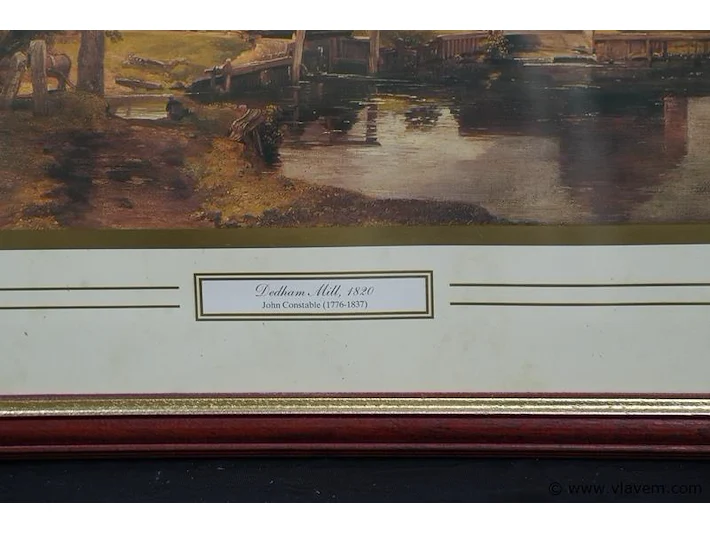 Dedham Mill, 1820
John Constable (1776-1837)
© www.vlavem.com